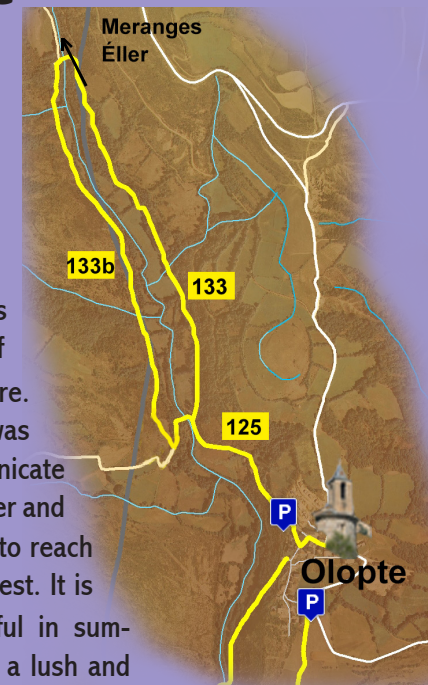 Meranges
Éller
133b
133
125
P
Olopte
P
s
f
re.
was
nicate
er and
to reach
est. It is
ful in sum-
a lush and